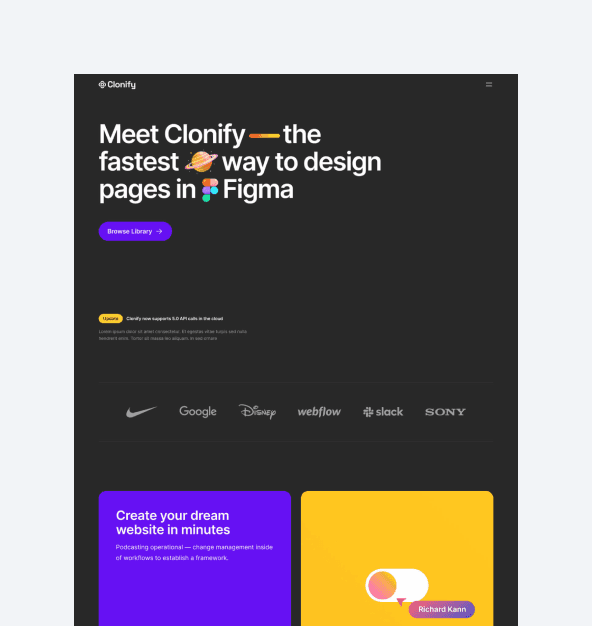 Clonify
Meet Clonify — the
fastest way to design
pages in Figma
Browse Library →
Update Clonify now supports 5.0 API calls in the cloud
Lorem ipsum dolor sit amet consectetur. Et egestas vitae turpis sed nulla
hendrerit enim. Tortor sit massa leo aliquam. In sed ornare
Google Disney webflow slack SONY
Create your dream
website in minutes
Podcasting operational — change management inside
of workflows to establish a framework.
Richard Kann